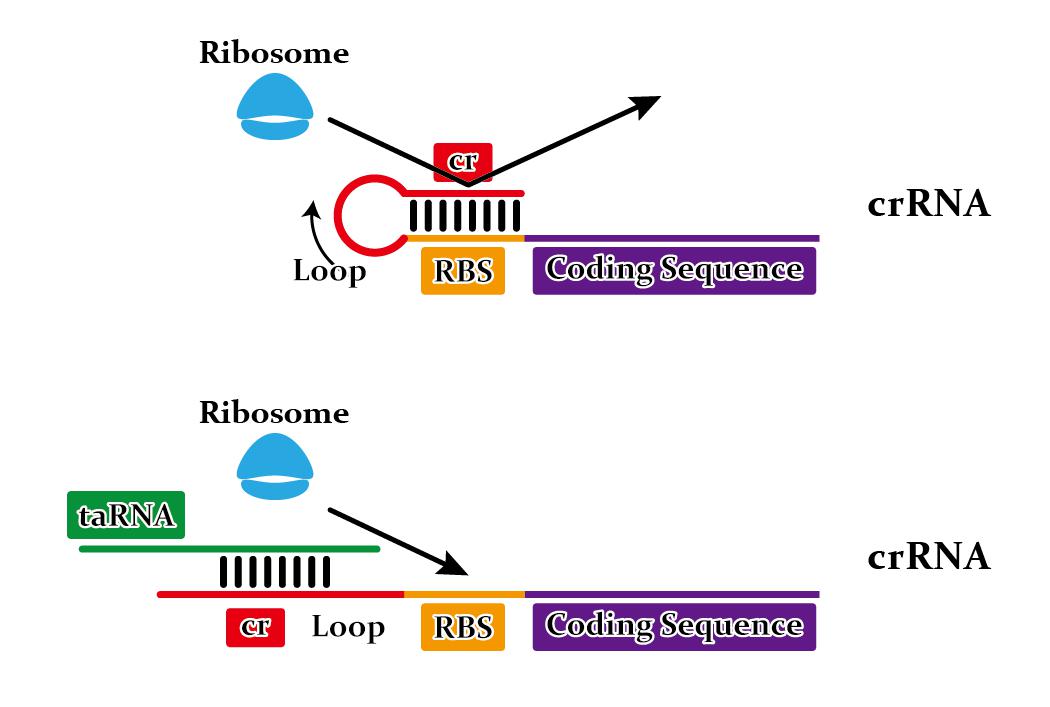 Ribosome
cr
crRNA
Loop
RBS
Coding Sequence
Ribosome
taRNA
crRNA
cr
Loop
RBS
Coding Sequence